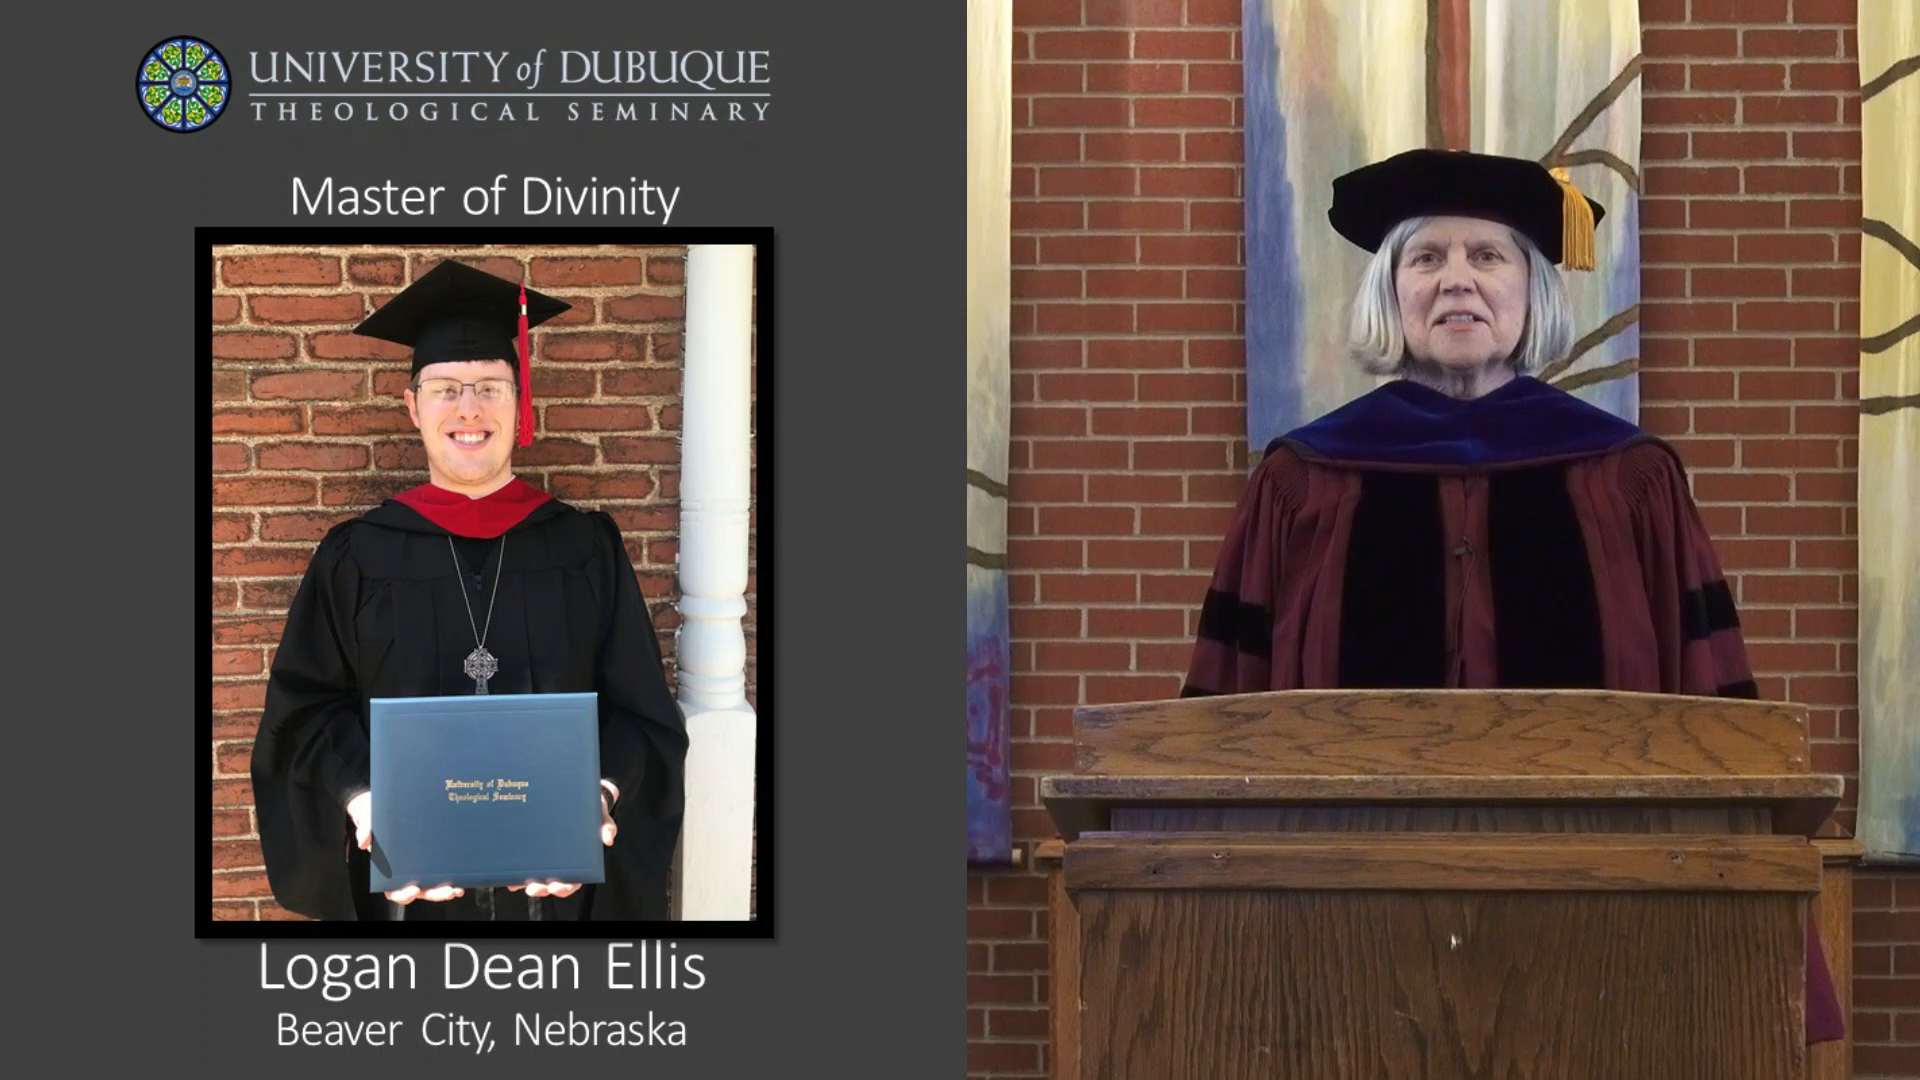 UNIVERSITY of DUBUQUE
THEOLOGICAL SEMINARY
Master of Divinity
University of Dubuque
Theological Seminary
Logan Dean Ellis
Beaver City, Nebraska